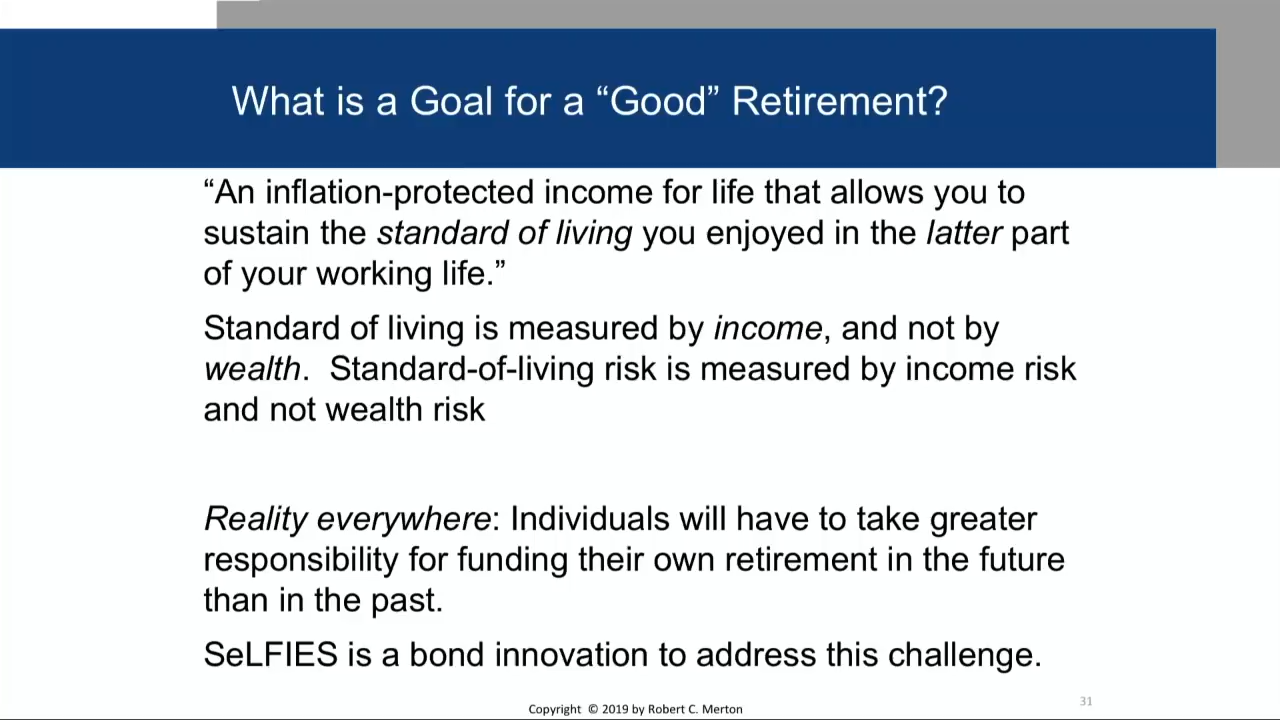 What is a Goal for a “Good” Retirement?
“An inflation-protected income for life that allows you to
sustain the standard of living you enjoyed in the latter part
of your working life.”
Standard of living is measured by income, and not by
wealth.  Standard-of-living risk is measured by income risk
and not wealth risk
Reality everywhere: Individuals will have to take greater
responsibility for funding their own retirement in the future
than in the past.
SeLFIES is a bond innovation to address this challenge.
Copyright © 2019 by Robert C. Merton
31